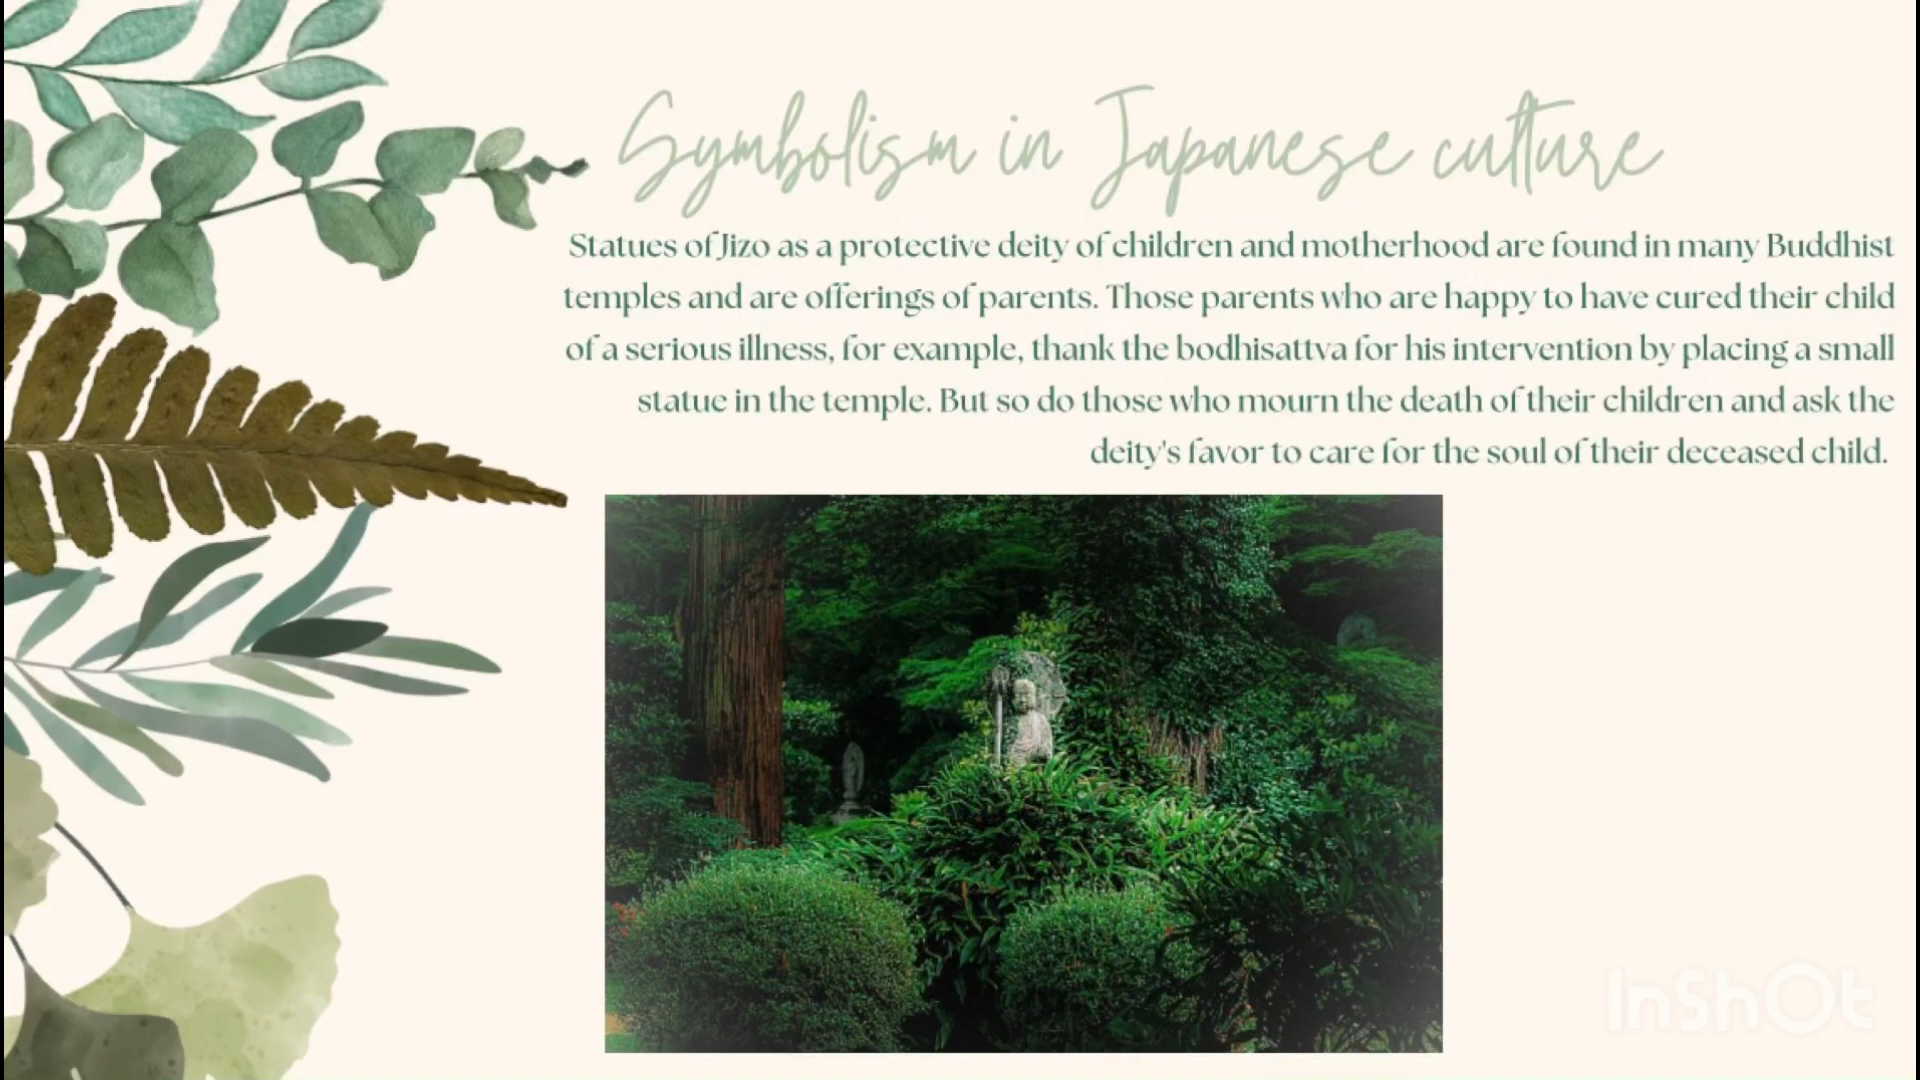 Symbolism in Japanese culture
Statues of Jizo as a protective deity of children and motherhood are found in many Buddhist
temples and are offerings of parents. Those parents who are happy to have cured their child
of a serious illness, for example, thank the bodhisattva for his intervention by placing a small
statue in the temple. But so do those who mourn the death of their children and ask the
deity's favor to care for the soul of their deceased child.
InShOt